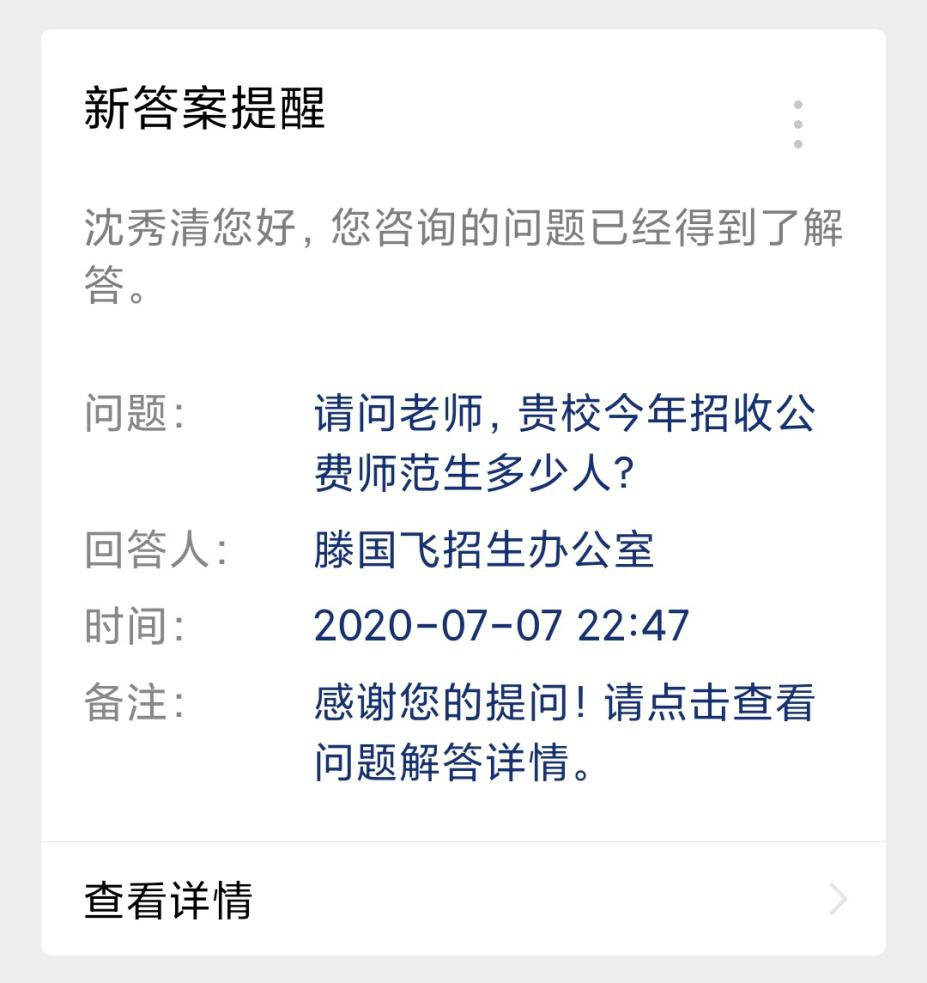 新答案提醒
沈秀清您好，您咨询的问题已经得到了解
答。
问题：
请问老师，贵校今年招收公
费师范生多少人？
回答人：
滕国飞招生办公室
时间：
2020-07-07 22:47
备注：
感谢您的提问！请点击查看
问题解答详情。
查看详情